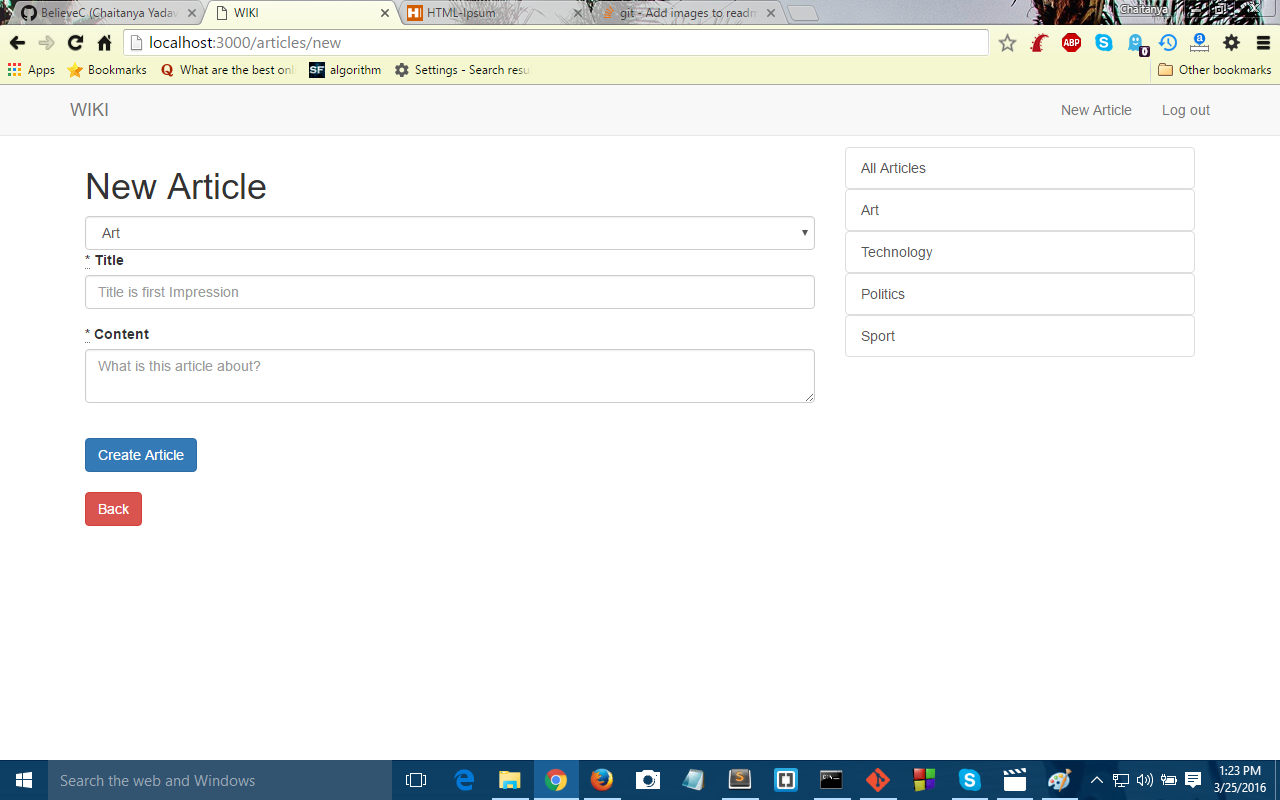 BelieveC (Chaitanya Yadav
WIKI
HTML-Ipsum
git - Add images to readm
Chaitanya
localhost:3000/articles/new
ABP
0
Apps
Bookmarks
What are the best onl
SF algorithm
Settings - Search resu
Other bookmarks
WIKI
New Article
Log out
New Article
Art
* Title
Title is first Impression
* Content
What is this article about?
Create Article
Back
All Articles
Art
Technology
Politics
Sport
Search the web and Windows
1:23 PM
3/25/2016